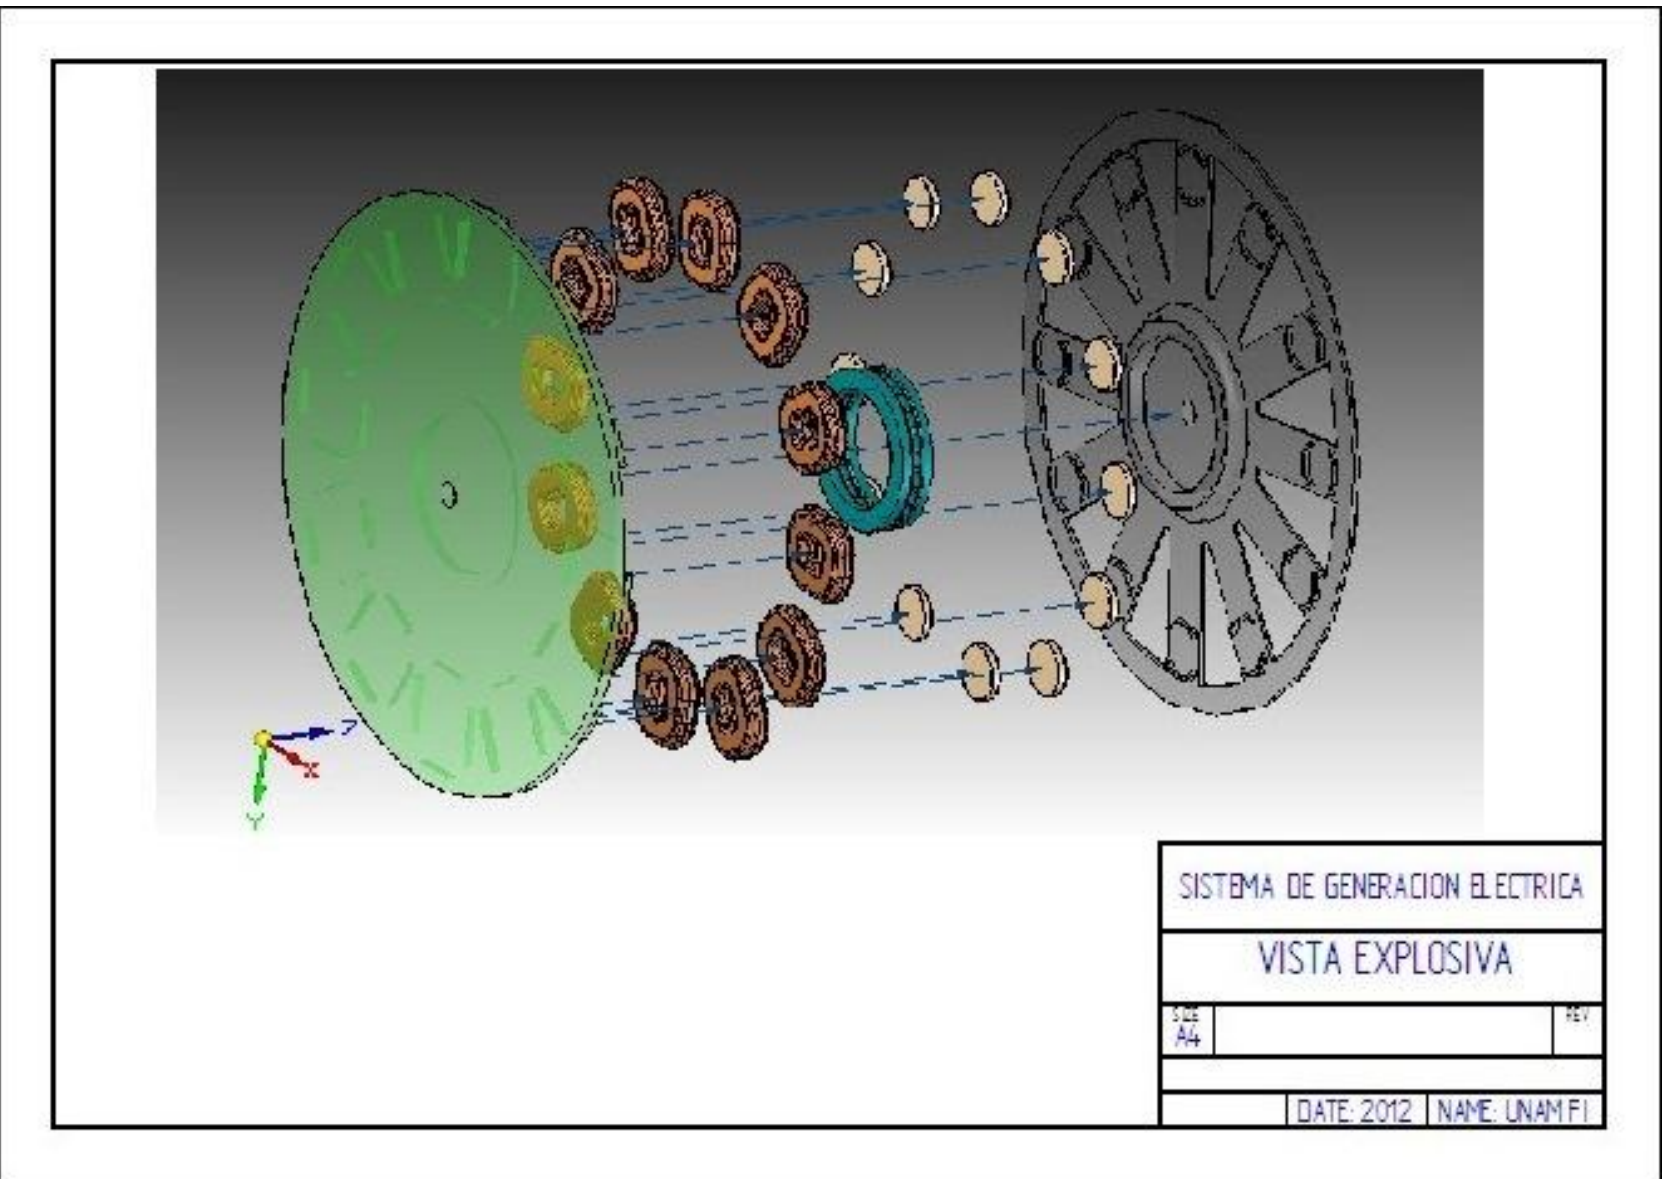 Z
X
Y
SISTEMA DE GENERACION ELECTRICA
VISTA EXPLOSIVA
SIZE
A4
REV
DATE: 2012
NAME: UNAM FI